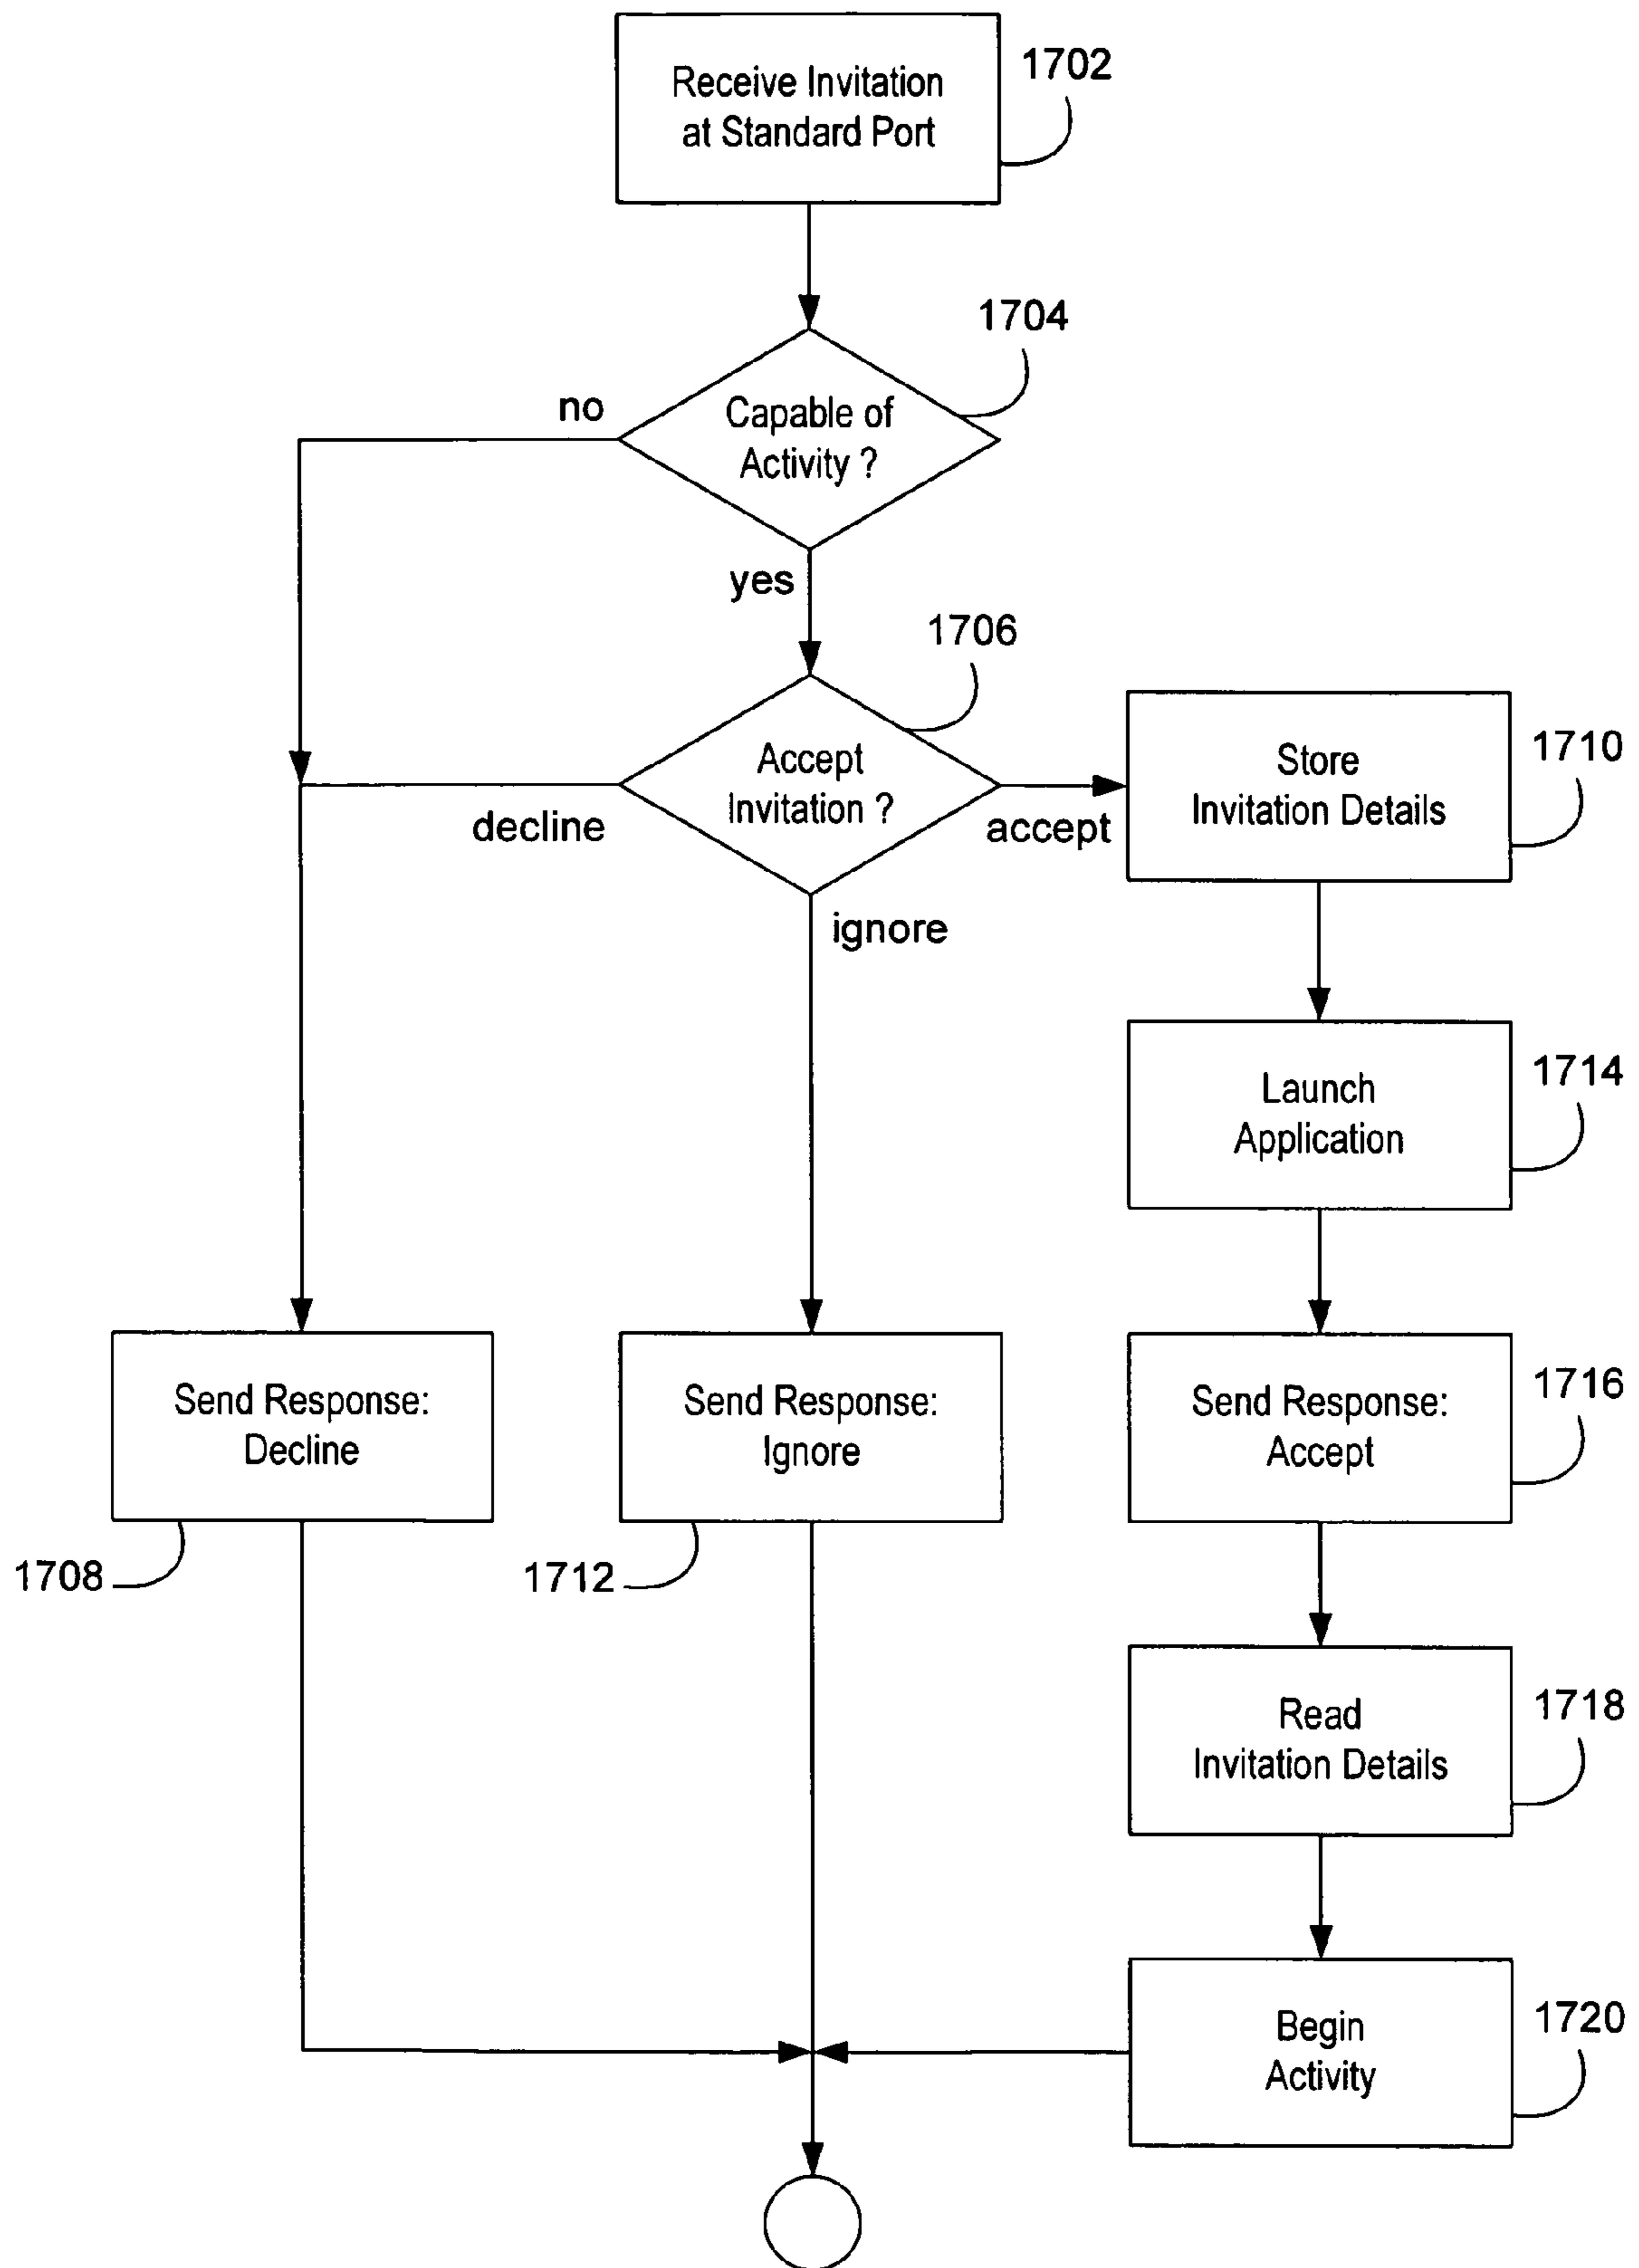 Receive Invitation
at Standard Port
1702
1704
no
Capable of
Activity ?
yes
1706
Accept
Invitation ?
decline
accept
ignore
Store
Invitation Details
1710
Launch
Application
1714
Send Response:
Decline
1708
Send Response:
Ignore
1712
Send Response:
Accept
1716
Read
Invitation Details
1718
Begin
Activity
1720